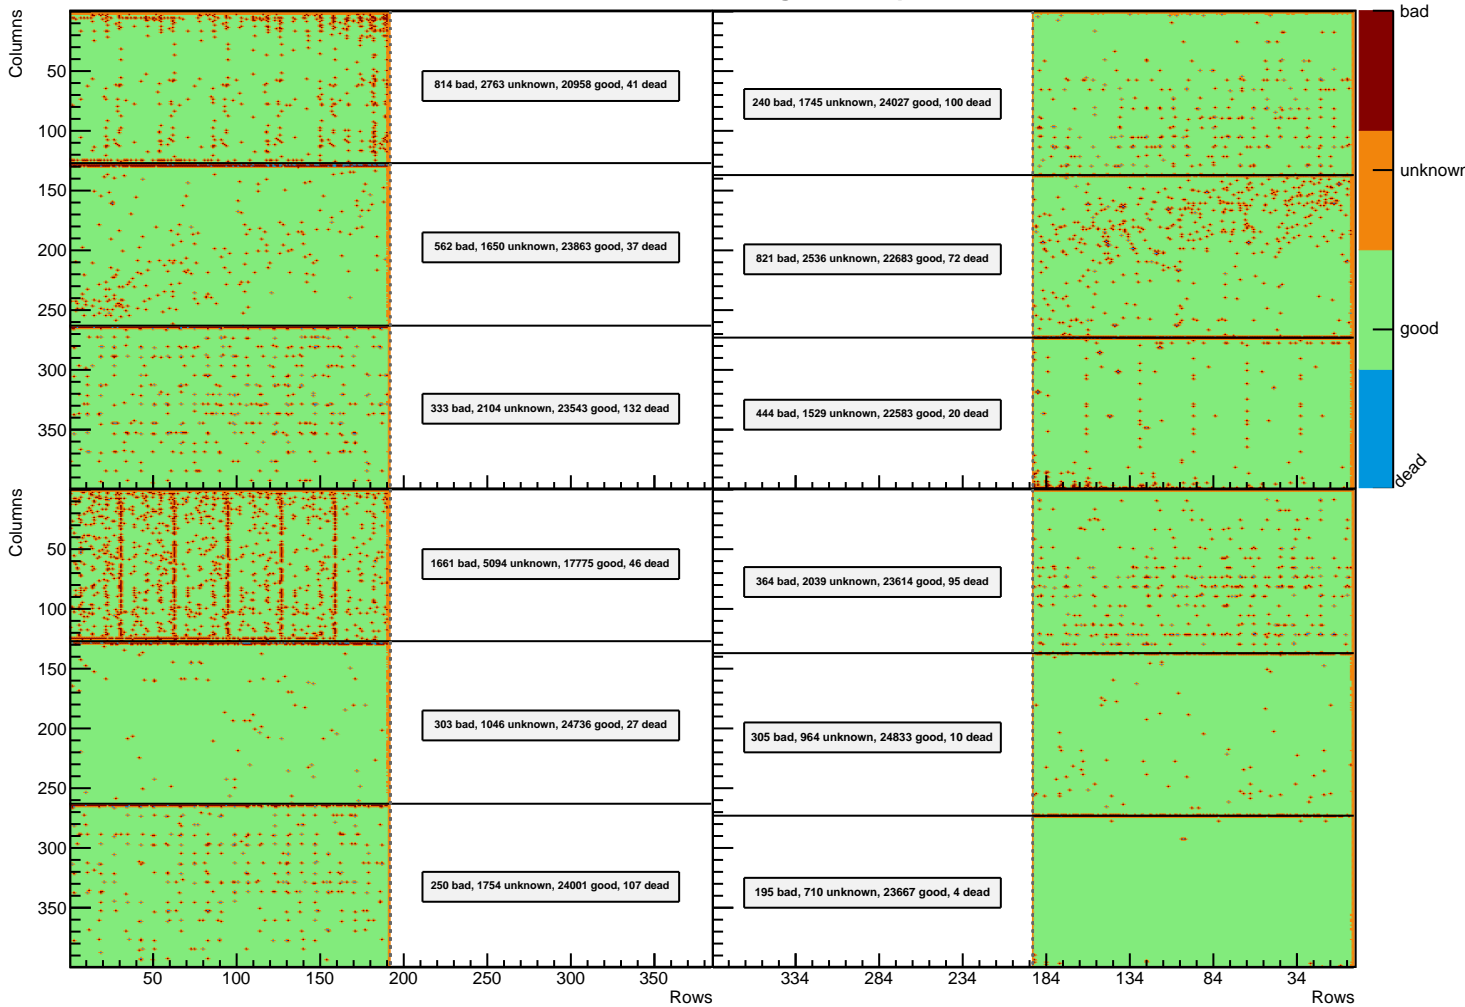 Columns
50
100
150
200
250
300
350
814 bad, 2763 unknown, 20958 good, 41 dead
562 bad, 1650 unknown, 23863 good, 37 dead
333 bad, 2104 unknown, 23543 good, 132 dead
240 bad, 1745 unknown, 24027 good, 100 dead
821 bad, 2536 unknown, 22683 good, 72 dead
444 bad, 1529 unknown, 22583 good, 20 dead
bad
unknown
good
dead
Columns
50
100
150
200
250
300
350
1661 bad, 5094 unknown, 17775 good, 46 dead
303 bad, 1046 unknown, 24736 good, 27 dead
250 bad, 1754 unknown, 24001 good, 107 dead
364 bad, 2039 unknown, 23614 good, 95 dead
305 bad, 964 unknown, 24833 good, 10 dead
195 bad, 710 unknown, 23667 good, 4 dead
50 100 150 200 250 300 350
Rows
334 284 234 184 134 84 34
Rows